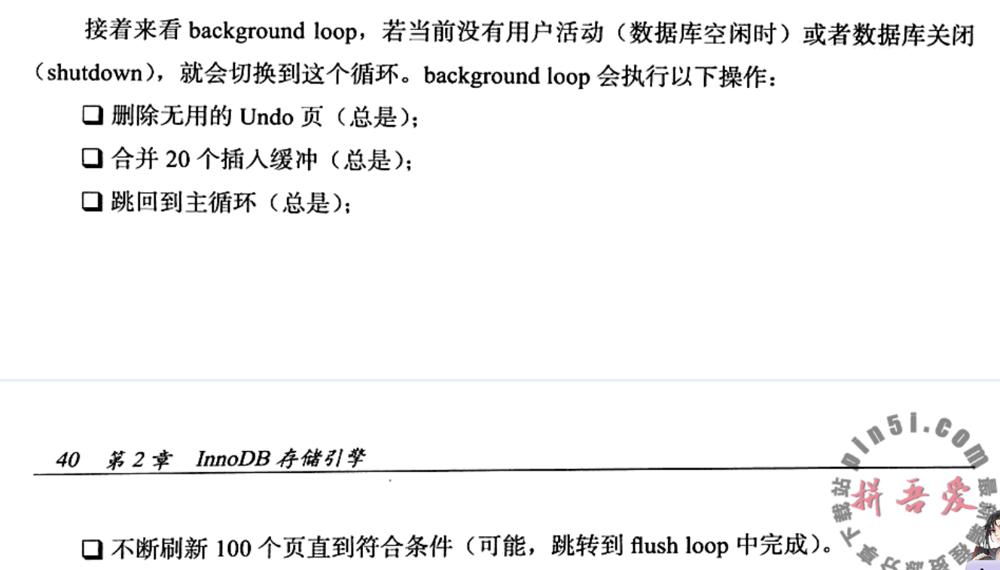 接着来看 background loop，若当前没有用户活动（数据库空闲时）或者数据库关闭
（shutdown），就会切换到这个循环。background loop 会执行以下操作：
❑ 删除无用的 Undo 页（总是）；
❑ 合并 20 个插入缓冲（总是）；
❑ 跳回到主循环（总是）；
40 第 2 章 InnoDB 存储引擎
❑ 不断刷新 100 个页直到符合条件（可能，跳转到 flush loop 中完成）。
pin5i.com
拼吾爱